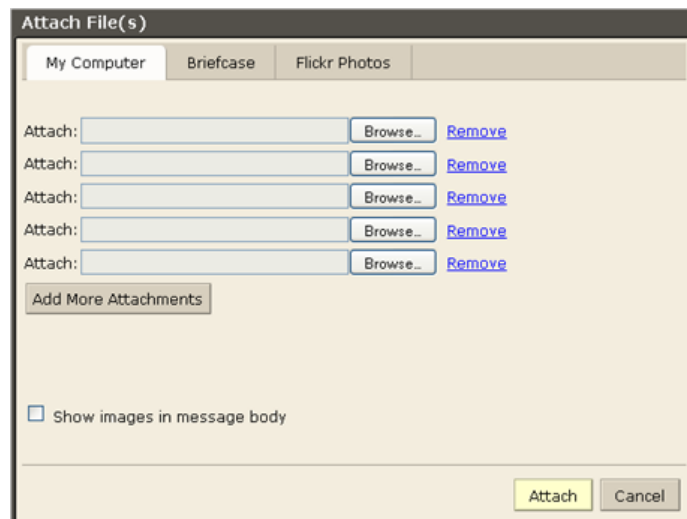 Attach File(s)
My Computer Briefcase Flickr Photos
Attach: Browse... Remove
Attach: Browse... Remove
Attach: Browse... Remove
Attach: Browse... Remove
Attach: Browse... Remove
Add More Attachments
Show images in message body
Attach Cancel